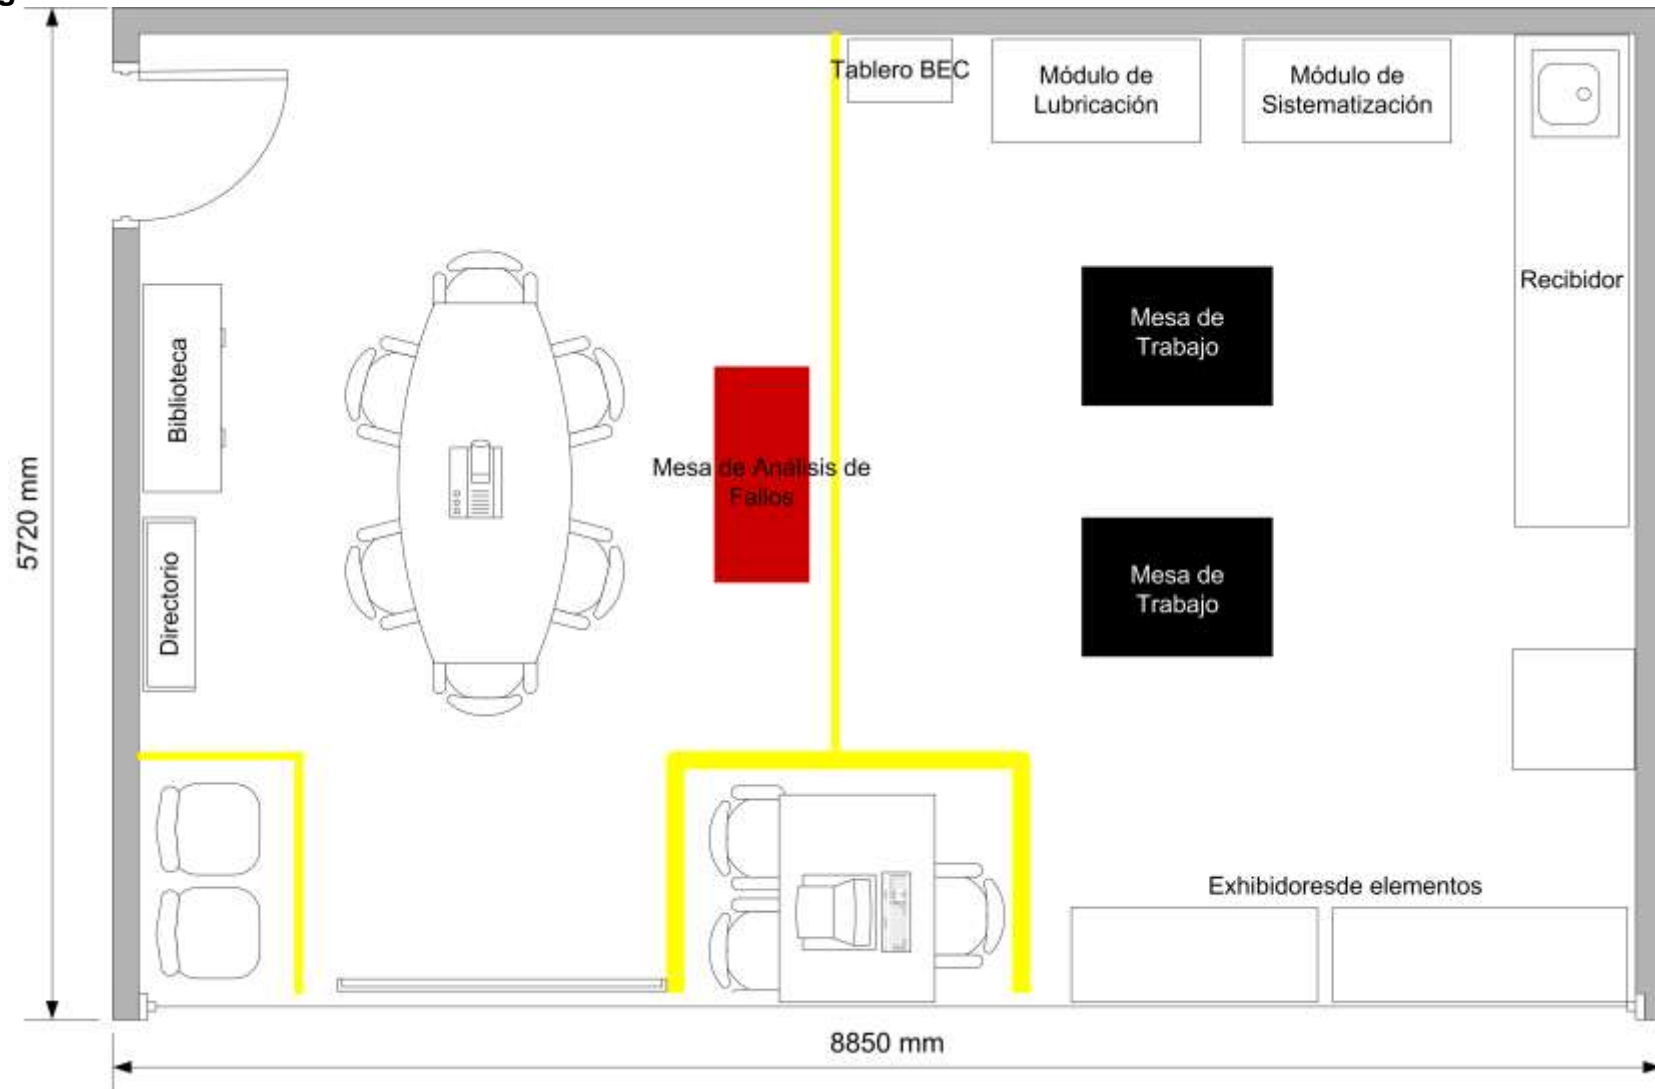 Tablero BEC
Módulo de
Lubricación
Módulo de
Sistematización
Recibidor
Mesa de
Trabajo
Biblioteca
Mesa de Análisis de
Fallos
5720 mm
Directorio
Mesa de
Trabajo
Exhibidoresde elementos
8850 mm